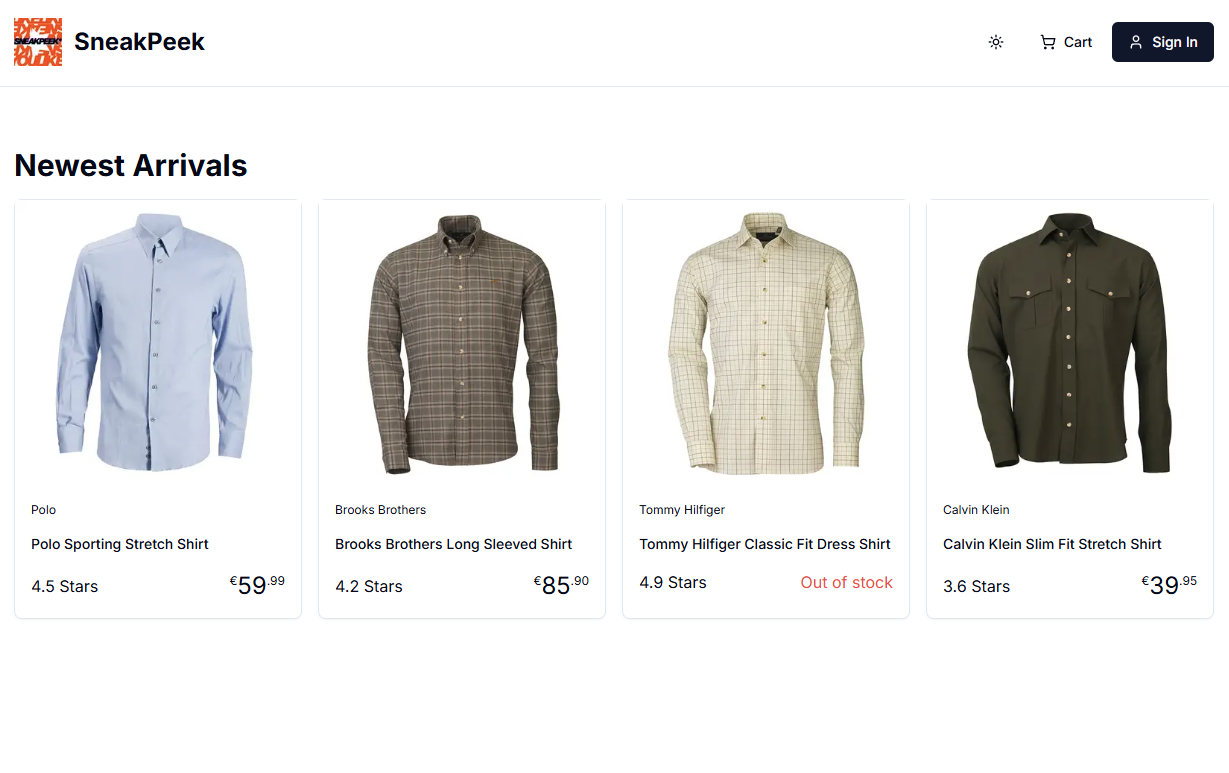 SNEAKPEEK
SneakPeek
Cart
Sign In
Newest Arrivals
Polo
Polo Sporting Stretch Shirt
4.5 Stars
€59.99
Brooks Brothers
Brooks Brothers Long Sleeved Shirt
4.2 Stars
€85.90
Tommy Hilfiger
Tommy Hilfiger Classic Fit Dress Shirt
4.9 Stars
Out of stock
Calvin Klein
Calvin Klein Slim Fit Stretch Shirt
3.6 Stars
€39.95